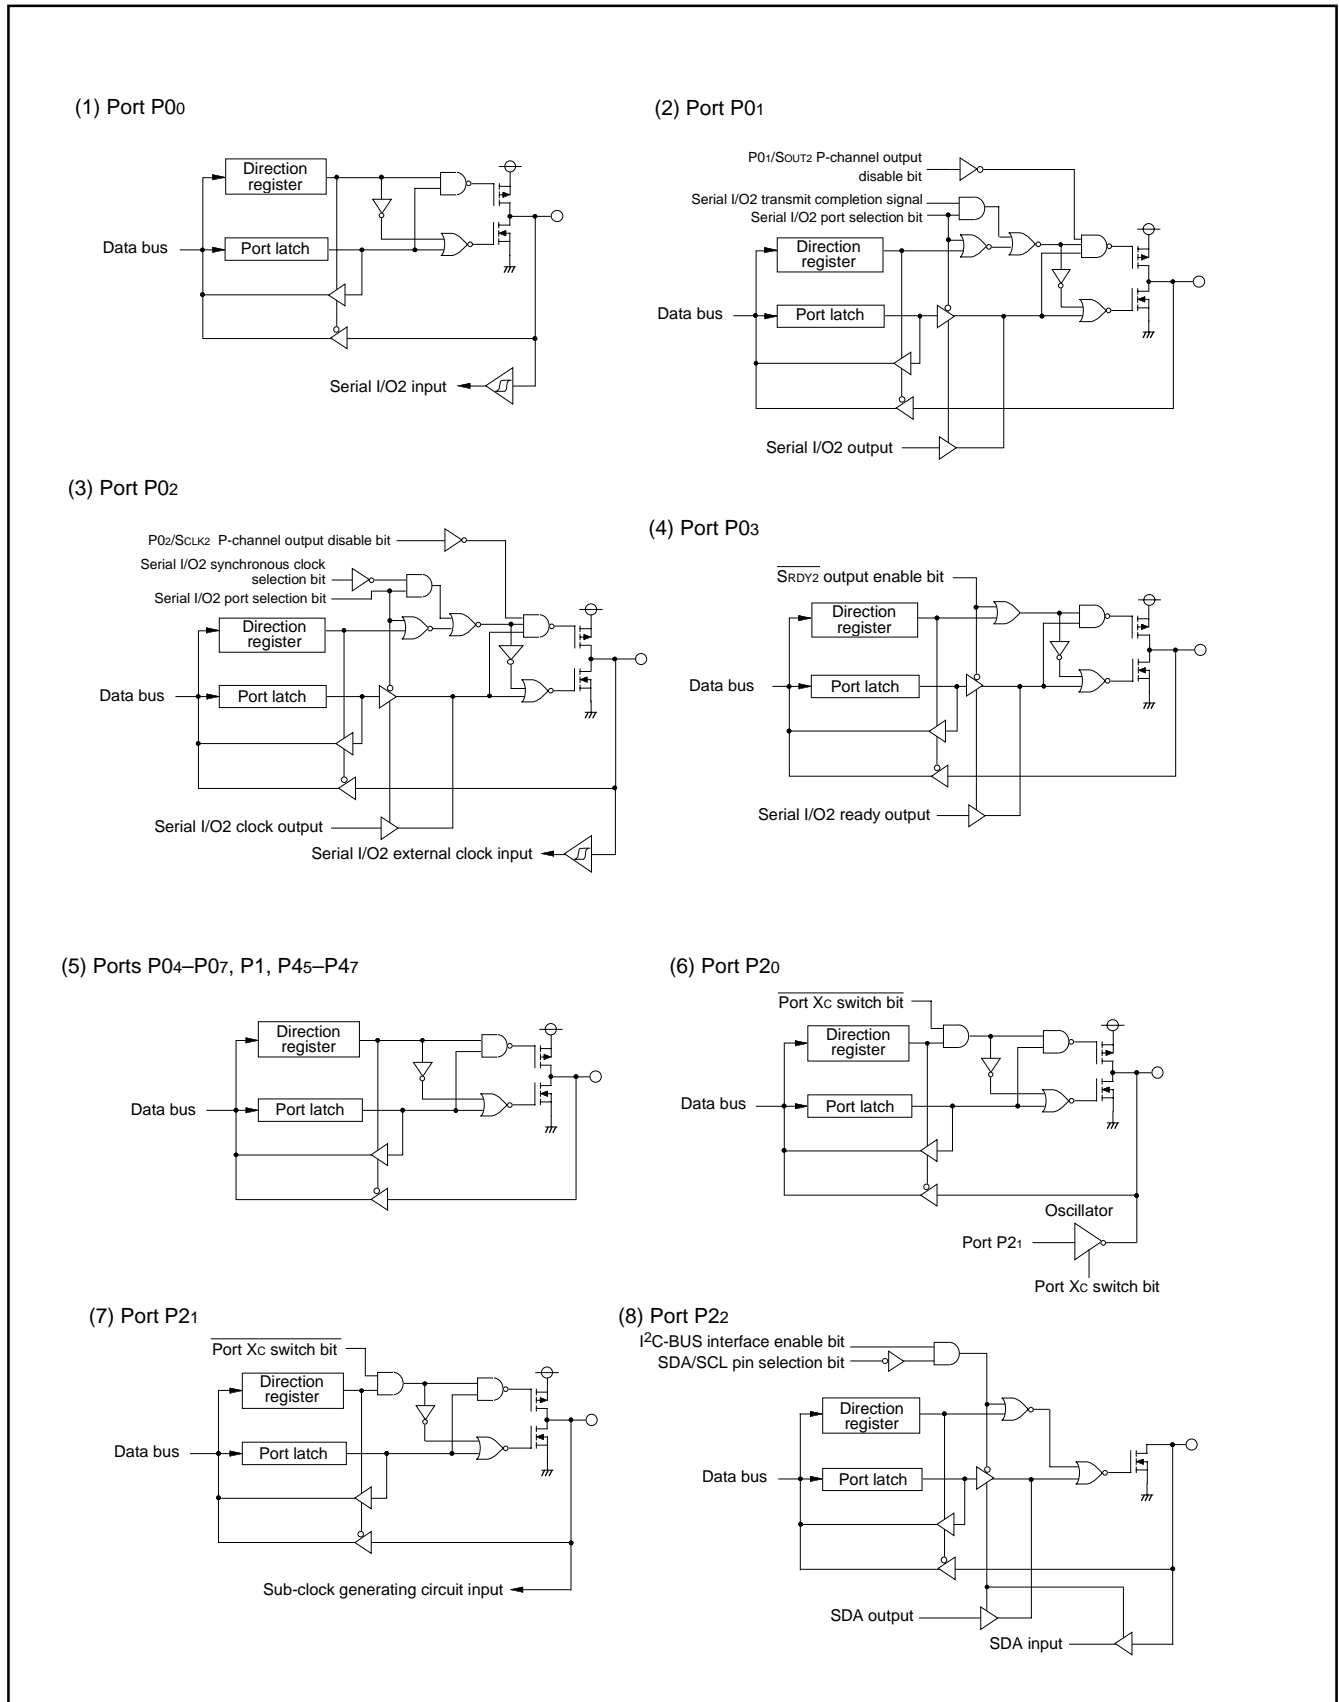 (1) Port P00
Direction
register
Data bus
Port latch
Serial I/O2 input
(2) Port P01
P01/SOUT2 P-channel output
disable bit
Serial I/O2 transmit completion signal
Serial I/O2 port selection bit
Direction
register
Data bus
Port latch
Serial I/O2 output
(3) Port P02
P02/SCLK2 P-channel output disable bit
Serial I/O2 synchronous clock
selection bit
Serial I/O2 port selection bit
Direction
register
Data bus
Port latch
Serial I/O2 clock output
Serial I/O2 external clock input
(4) Port P03
SRDY2 output enable bit
Direction
register
Data bus
Port latch
Serial I/O2 ready output
(5) Ports P04–P07, P1, P45–P47
Direction
register
Data bus
Port latch
(6) Port P20
Port XC switch bit
Direction
register
Data bus
Port latch
Oscillator
Port P21
Port XC switch bit
(7) Port P21
Port XC switch bit
Direction
register
Data bus
Port latch
Sub-clock generating circuit input
(8) Port P22
I2C-BUS interface enable bit
SDA/SCL pin selection bit
Direction
register
Data bus
Port latch
SDA output
SDA input